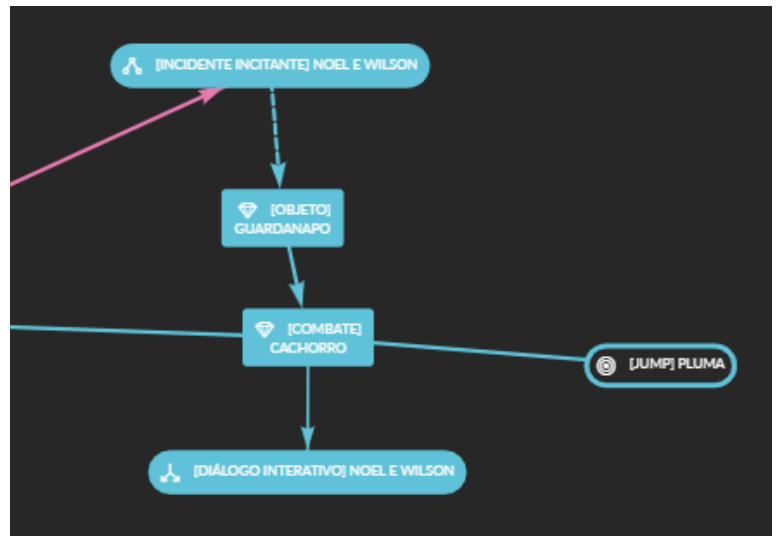 [INCIDENTE INCITANTE] NOEL E WILSON
[OBJETO]
GUARDANAPO
[COMBATE]
CACHORRO
[JUMP] PLUMA
[DIÁLOGO INTERATIVO] NOEL E WILSON